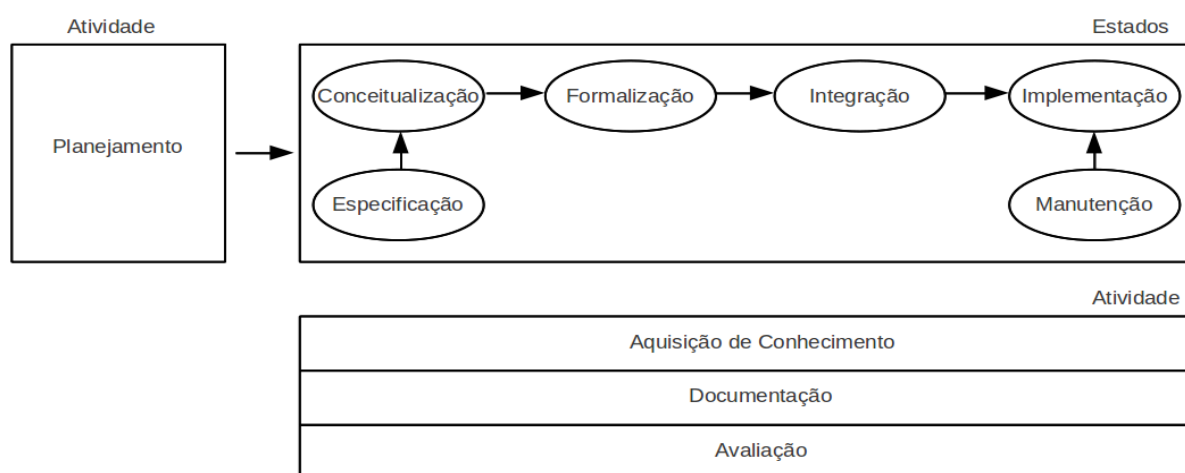 Atividade
Estados
Planejamento
Conceitualização
Formalização
Integração
Implementação
Especificação
Manutenção
Atividade
Aquisição de Conhecimento
Documentação
Avaliação